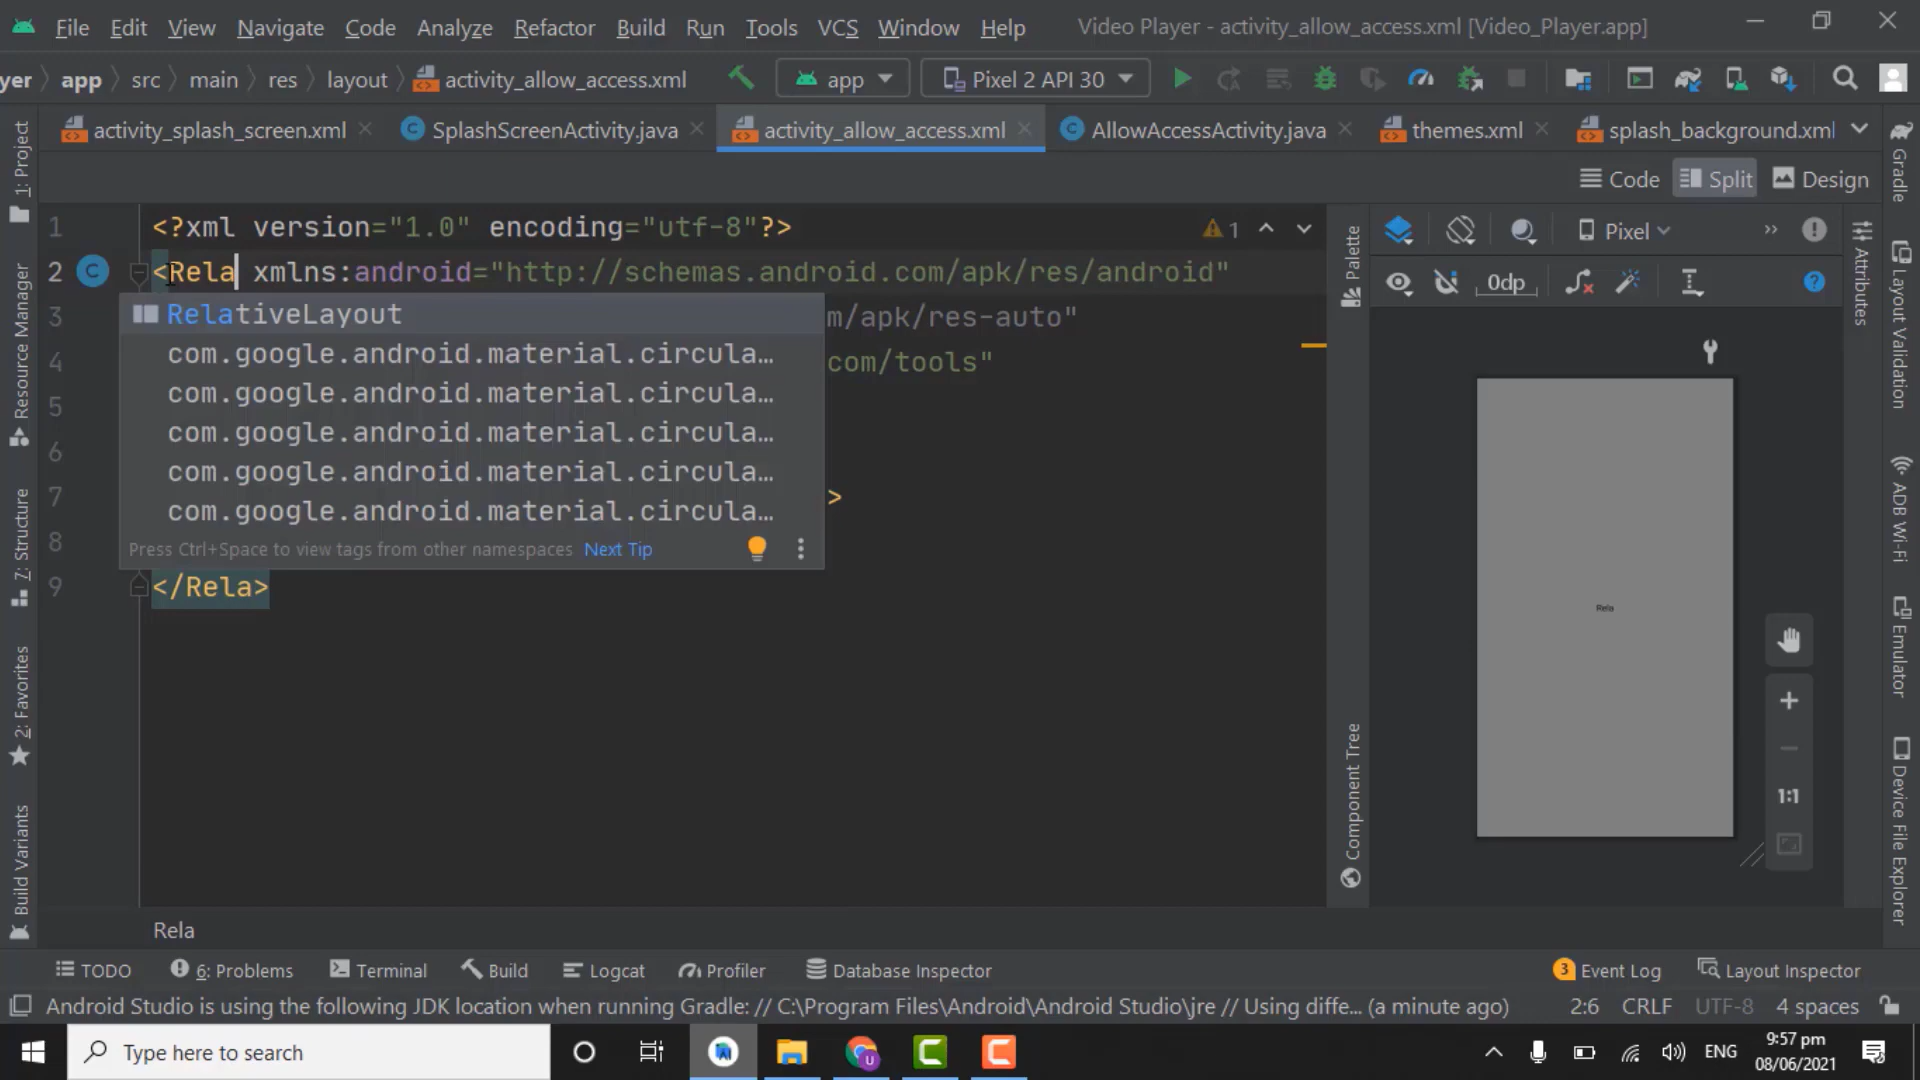 File Edit View Navigate Code Analyze Refactor Build Run Tools VCS Window Help Video Player - activity_allow_access.xml [Video_Player.app]
yer app src main res layout activity_allow_access.xml app Pixel 2 API 30
activity_splash_screen.xml SplashScreenActivity.java activity_allow_access.xml AllowAccessActivity.java themes.xml splash_background.xml
Code Split Design
1 <?xml version="1.0" encoding="utf-8"?> 1
2 <Rela xmlns:android="http://schemas.android.com/apk/res/android"
RelativeLayout
3 m/apk/res-auto"
com.google.android.material.circula...
4 com/tools"
com.google.android.material.circula...
5
com.google.android.material.circula...
6
com.google.android.material.circula...
7 >
com.google.android.material.circula...
8
Press Ctrl+Space to view tags from other namespaces Next Tip
9 </Rela>
Rela
1: Project
Resource Manager
7: Structure
2: Favorites
Build Variants
Palette
Component Tree
Pixel
0dp
Rela
1:1
Attributes
Gradle
Layout Validation
ADB Wi-Fi
Emulator
Device File Explorer
TODO 6: Problems Terminal Build Logcat Profiler Database Inspector 3 Event Log Layout Inspector
Android Studio is using the following JDK location when running Gradle: // C:\Program Files\Android\Android Studio\jre // Using diffe... (a minute ago) 2:6 CRLF UTF-8 4 spaces
Type here to search ENG 9:57 pm
08/06/2021